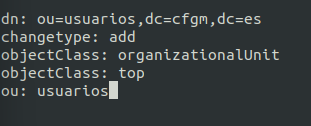 dn: ou=usuarios,dc=cfgm,dc=es
changetype: add
objectClass: organizationalUnit
objectClass: top
ou: usuarios